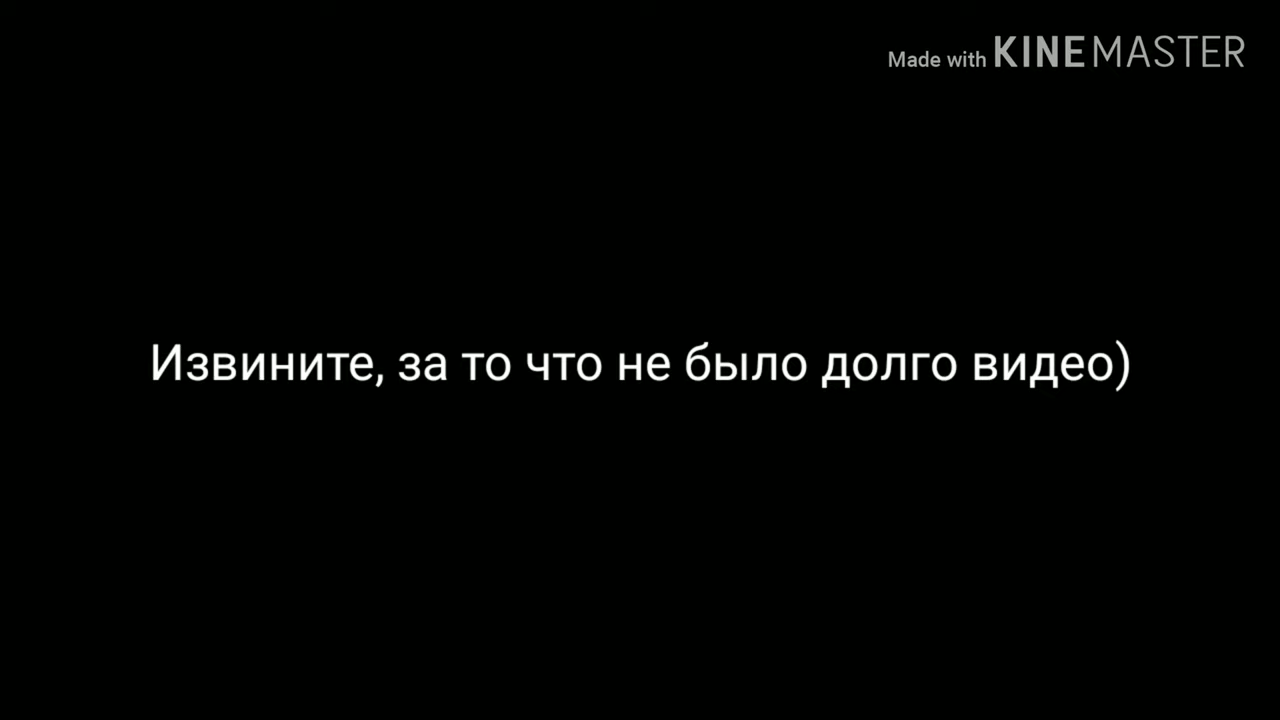 Made with KINEMASTER
Извините, за то что не было долго видео)